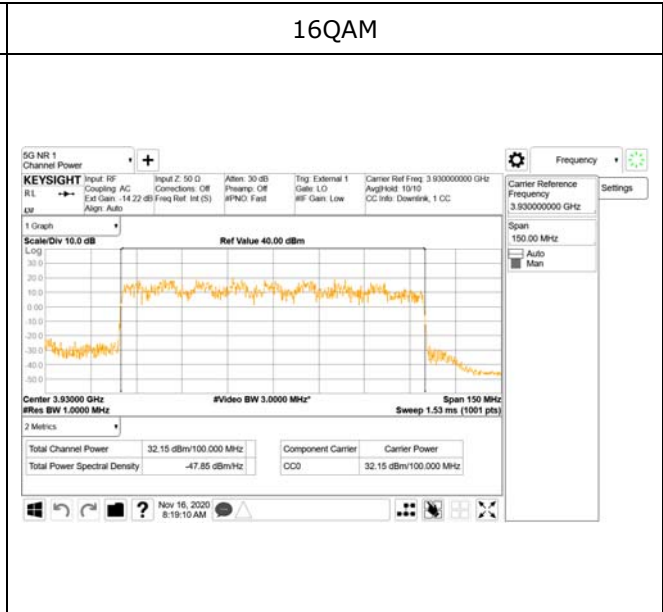 16QAM
5G NR 1
Channel Power
+
Frequency
KEYSIGHT
RL
Input: RF
Coupling: AC
Ext Gain: -14.22 dB
Align: Auto
Input Z: 50 Ω
Corrections: Off
Freq Ref: Int (S)
Atten: 30 dB
Preamp: Off
#PNO: Fast
Trig: External 1
Gate: LO
#IF Gain: Low
Carrier Ref Freq: 3.930000000 GHz
Avg|Hold: 10/10
CC Info: Downlink, 1 CC
Carrier Reference
Frequency
3.930000000 GHz
Settings
Span
150.00 MHz
Auto
Man
1 Graph
Scale/Div 10.0 dB
Ref Value 40.00 dBm
Log
30.0
20.0
10.0
0.00
-10.0
-20.0
-30.0
-40.0
-50.0
Center 3.93000 GHz
#Video BW 3.0000 MHz*
Span 150 MHz
#Res BW 1.0000 MHz
Sweep 1.53 ms (1001 pts)
2 Metrics
Total Channel Power 32.15 dBm/100.000 MHz
Total Power Spectral Density -47.85 dBm/Hz
Component Carrier Carrier Power
CC0 32.15 dBm/100.000 MHz
?
Nov 16, 2020
8:19:10 AM